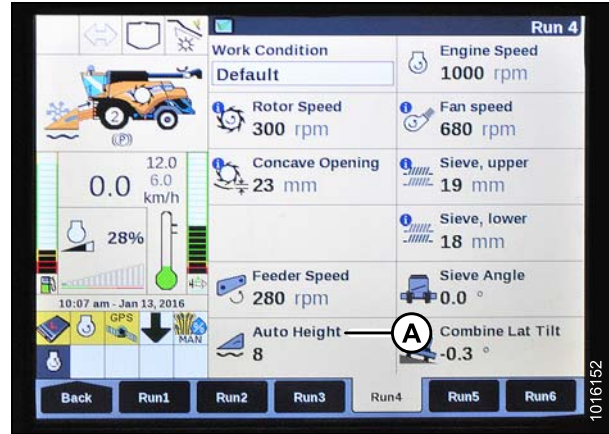 Run 4
Work Condition
Default
Engine Speed
1000 rpm
Rotor Speed
300 rpm
Fan speed
680 rpm
Concave Opening
23 mm
Sieve, upper
19 mm
Sieve, lower
18 mm
Feeder Speed
280 rpm
Sieve Angle
0.0 °
Auto Height
8
A
Combine Lat Tilt
-0.3 °
2
(P)
0.0
12.0
6.0
km/h
28%
4
10:07 am - Jan 13, 2016
L
GPS
MAN
Back
Run1
Run2
Run3
Run4
Run5
Run6
1016152